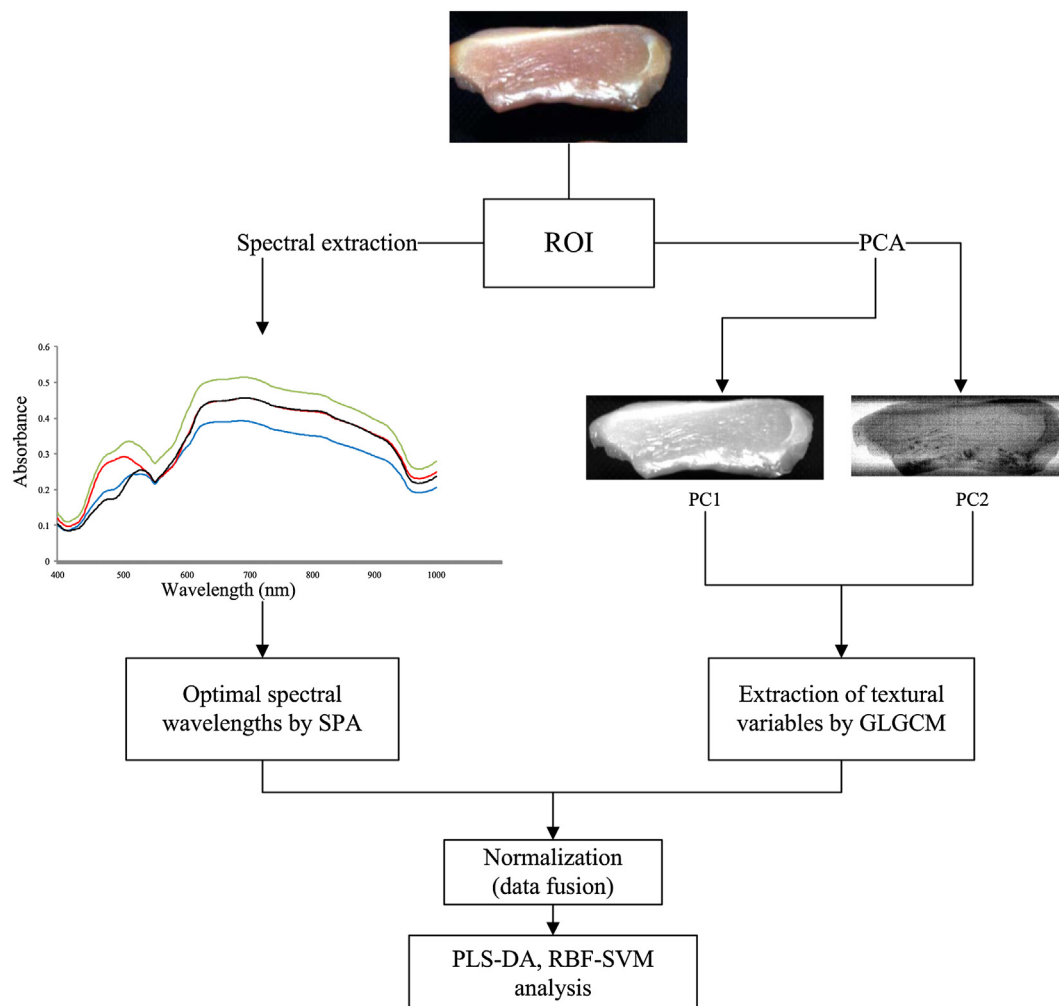 ROI
Spectral extraction
PCA
0.6
0.5
0.4
0.3
0.2
0.1
0
Absorbance
400 500 600 700 800 900 1000
Wavelength (nm)
PC1
PC2
Optimal spectral
wavelengths by SPA
Extraction of textural
variables by GLGCM
Normalization
(data fusion)
PLS-DA, RBF-SVM
analysis